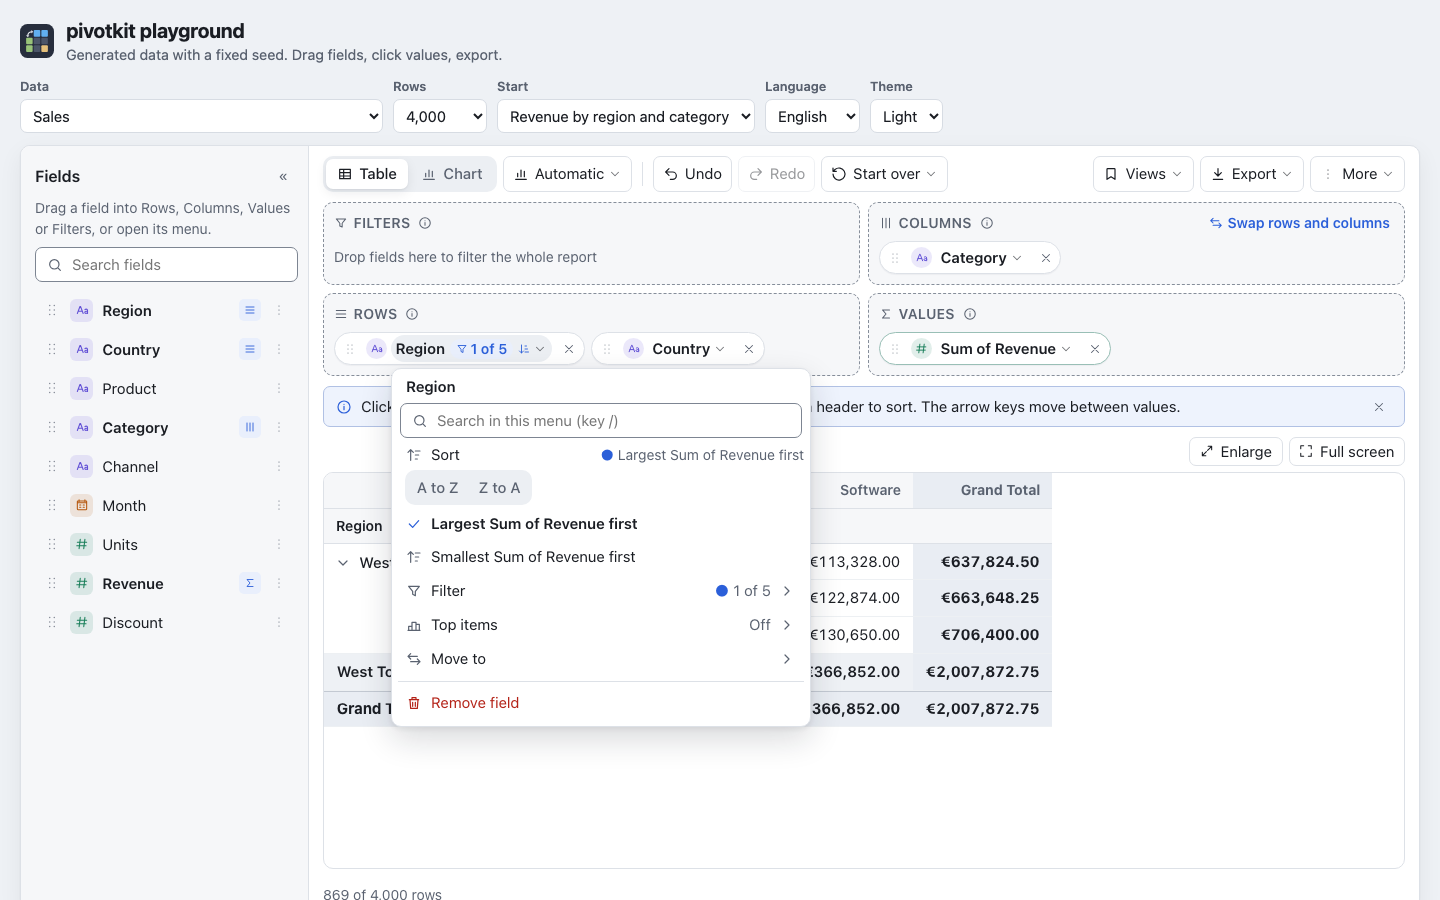 pivotkit playground
Generated data with a fixed seed. Drag fields, click values, export.
Data
Rows
Start
Language
Theme
Sales
4,000
Revenue by region and category
English
Light
Fields
«
Drag a field into Rows, Columns, Values
or Filters, or open its menu.
Search fields
Aa Region
Aa Country
Aa Product
Aa Category
Aa Channel
Month
# Units
# Revenue Σ
# Discount
Table
Chart
Automatic
Undo
Redo
Start over
Views
Export
More
FILTERS
Drop fields here to filter the whole report
COLUMNS
Swap rows and columns
Aa Category
ROWS
Aa Region 1 of 5
Aa Country
Σ VALUES
# Sum of Revenue
Click
header to sort. The arrow keys move between values.
Enlarge
Full screen
Region
Search in this menu (key /)
Sort
Largest Sum of Revenue first
A to Z
Z to A
Largest Sum of Revenue first
Smallest Sum of Revenue first
Filter
1 of 5
Top items
Off
Move to
Remove field
Software
Grand Total
Region
West
€113,328.00
€637,824.50
€122,874.00
€663,648.25
€130,650.00
€706,400.00
West To
€366,852.00
€2,007,872.75
Grand T
366,852.00
€2,007,872.75
869 of 4,000 rows